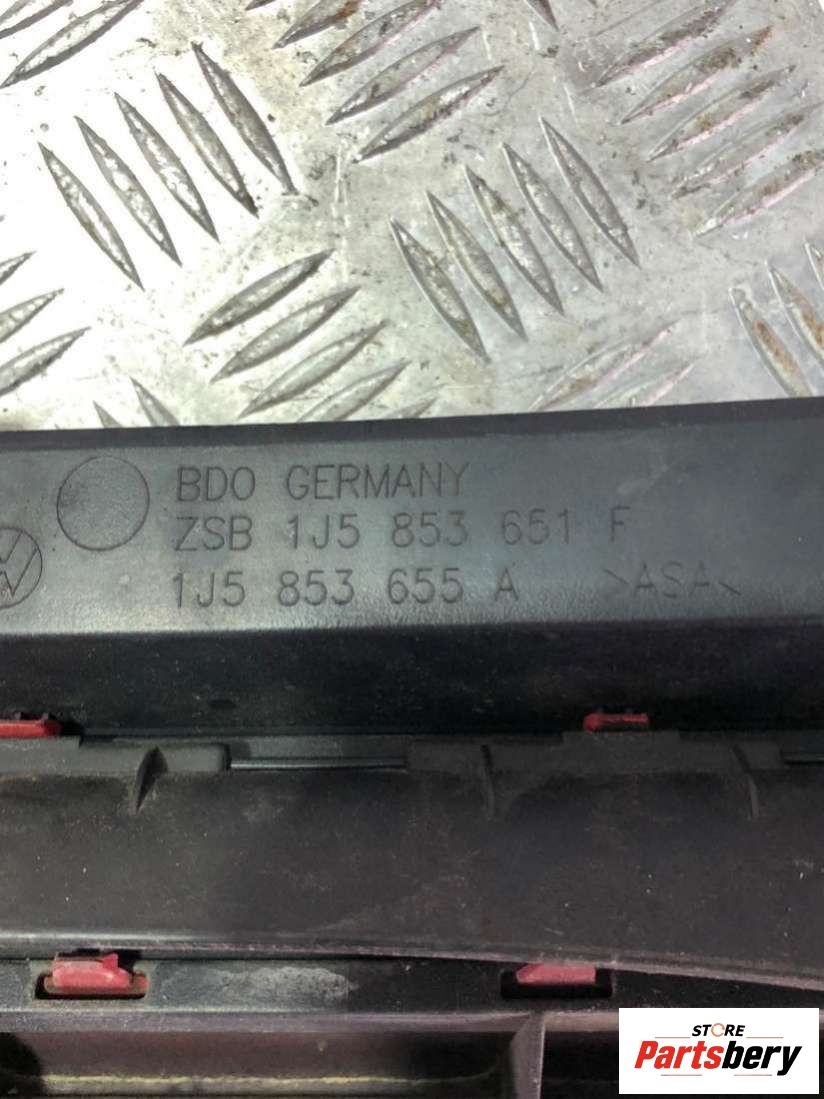 BDO GERMANY
ZSB 1J5 853 651 F
1J5 853 655 A >ASA<
STORE
Partsbery